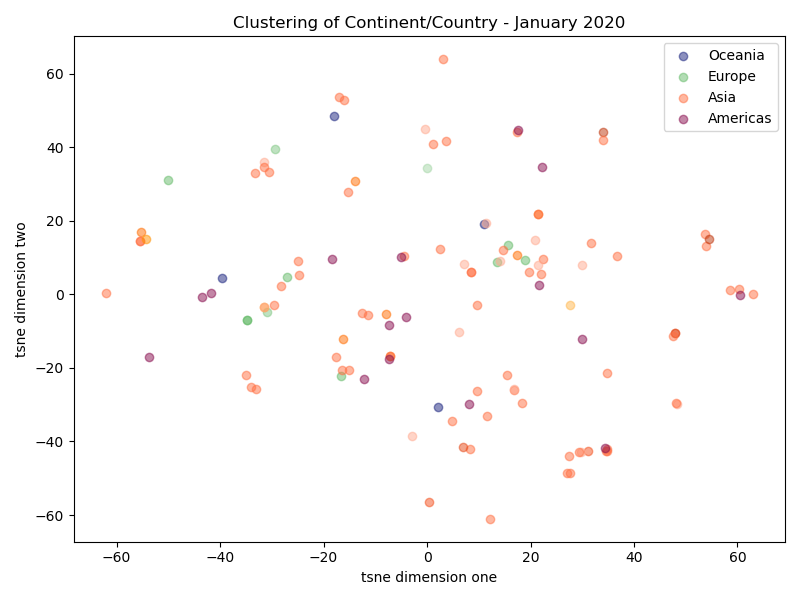 Clustering of Continent/Country - January 2020
Oceania
Europe
Asia
Americas
60
40
20
0
−20
−40
−60
tsne dimension two
−60 −40 −20 0 20 40 60
tsne dimension one